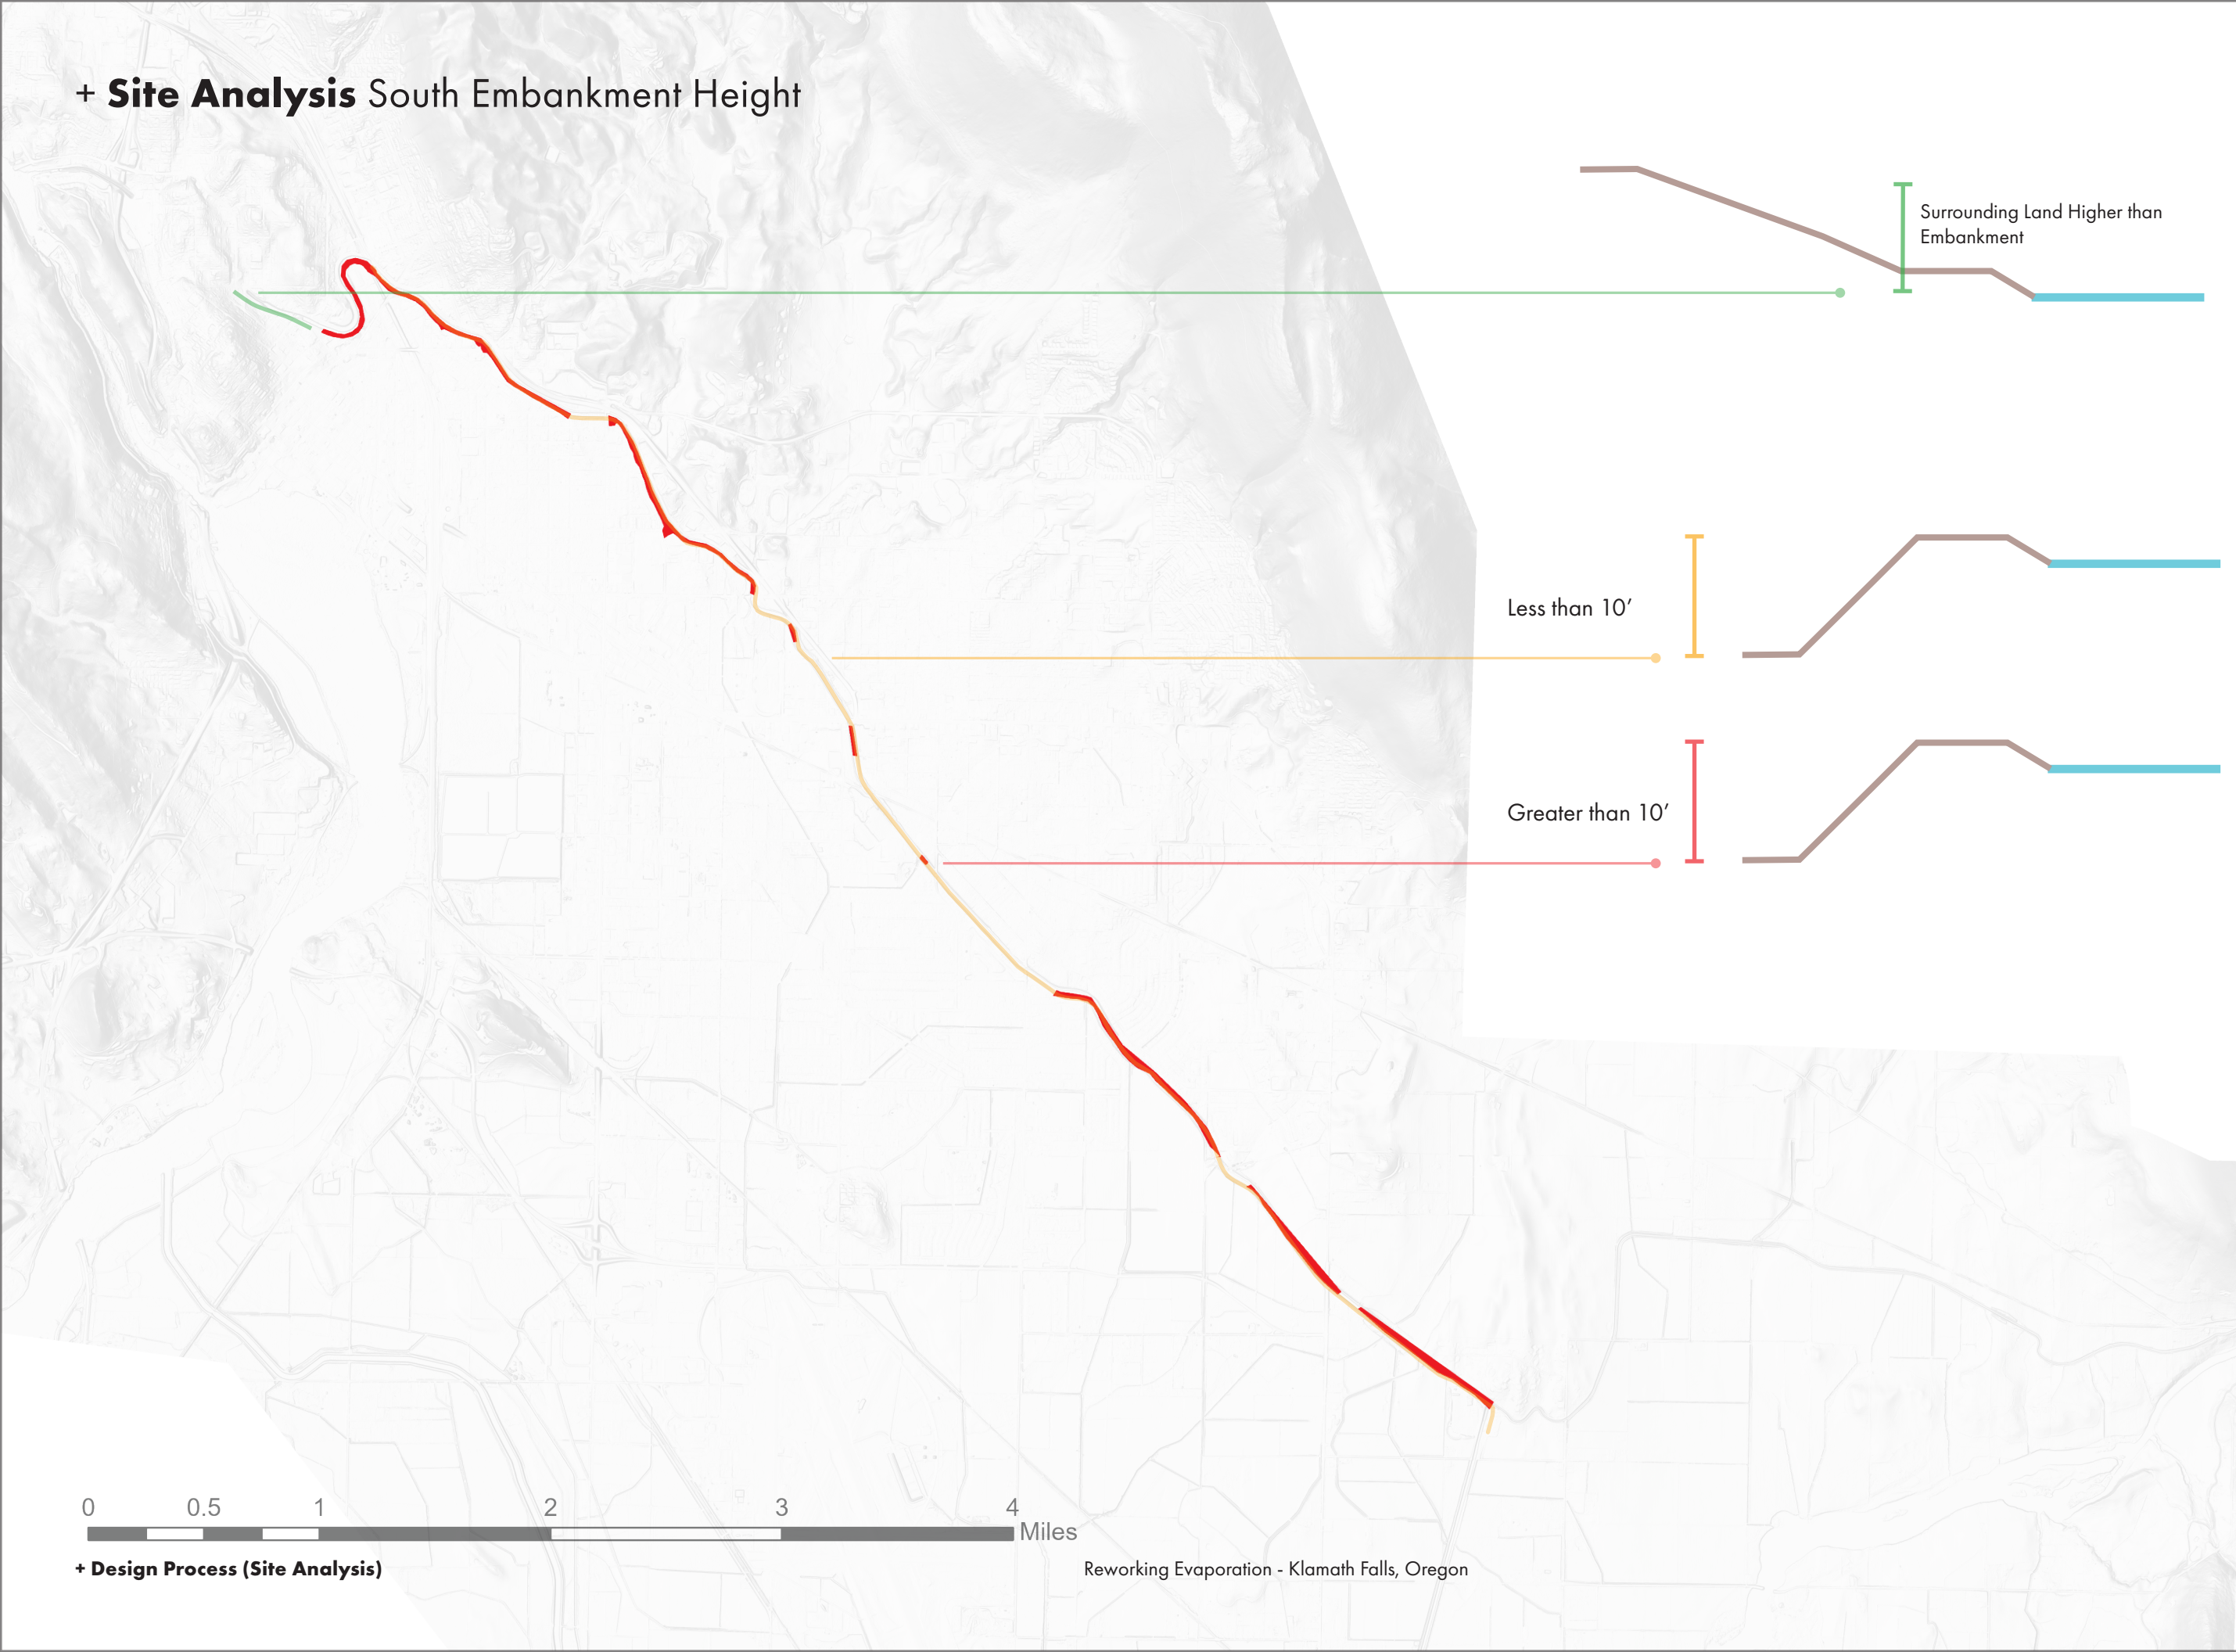 + Site Analysis South Embankment Height
Surrounding Land Higher than
Embankment
Less than 10’
Greater than 10’
0 0.5 1 2 3 4
Miles
+ Design Process (Site Analysis)
Reworking Evaporation - Klamath Falls, Oregon